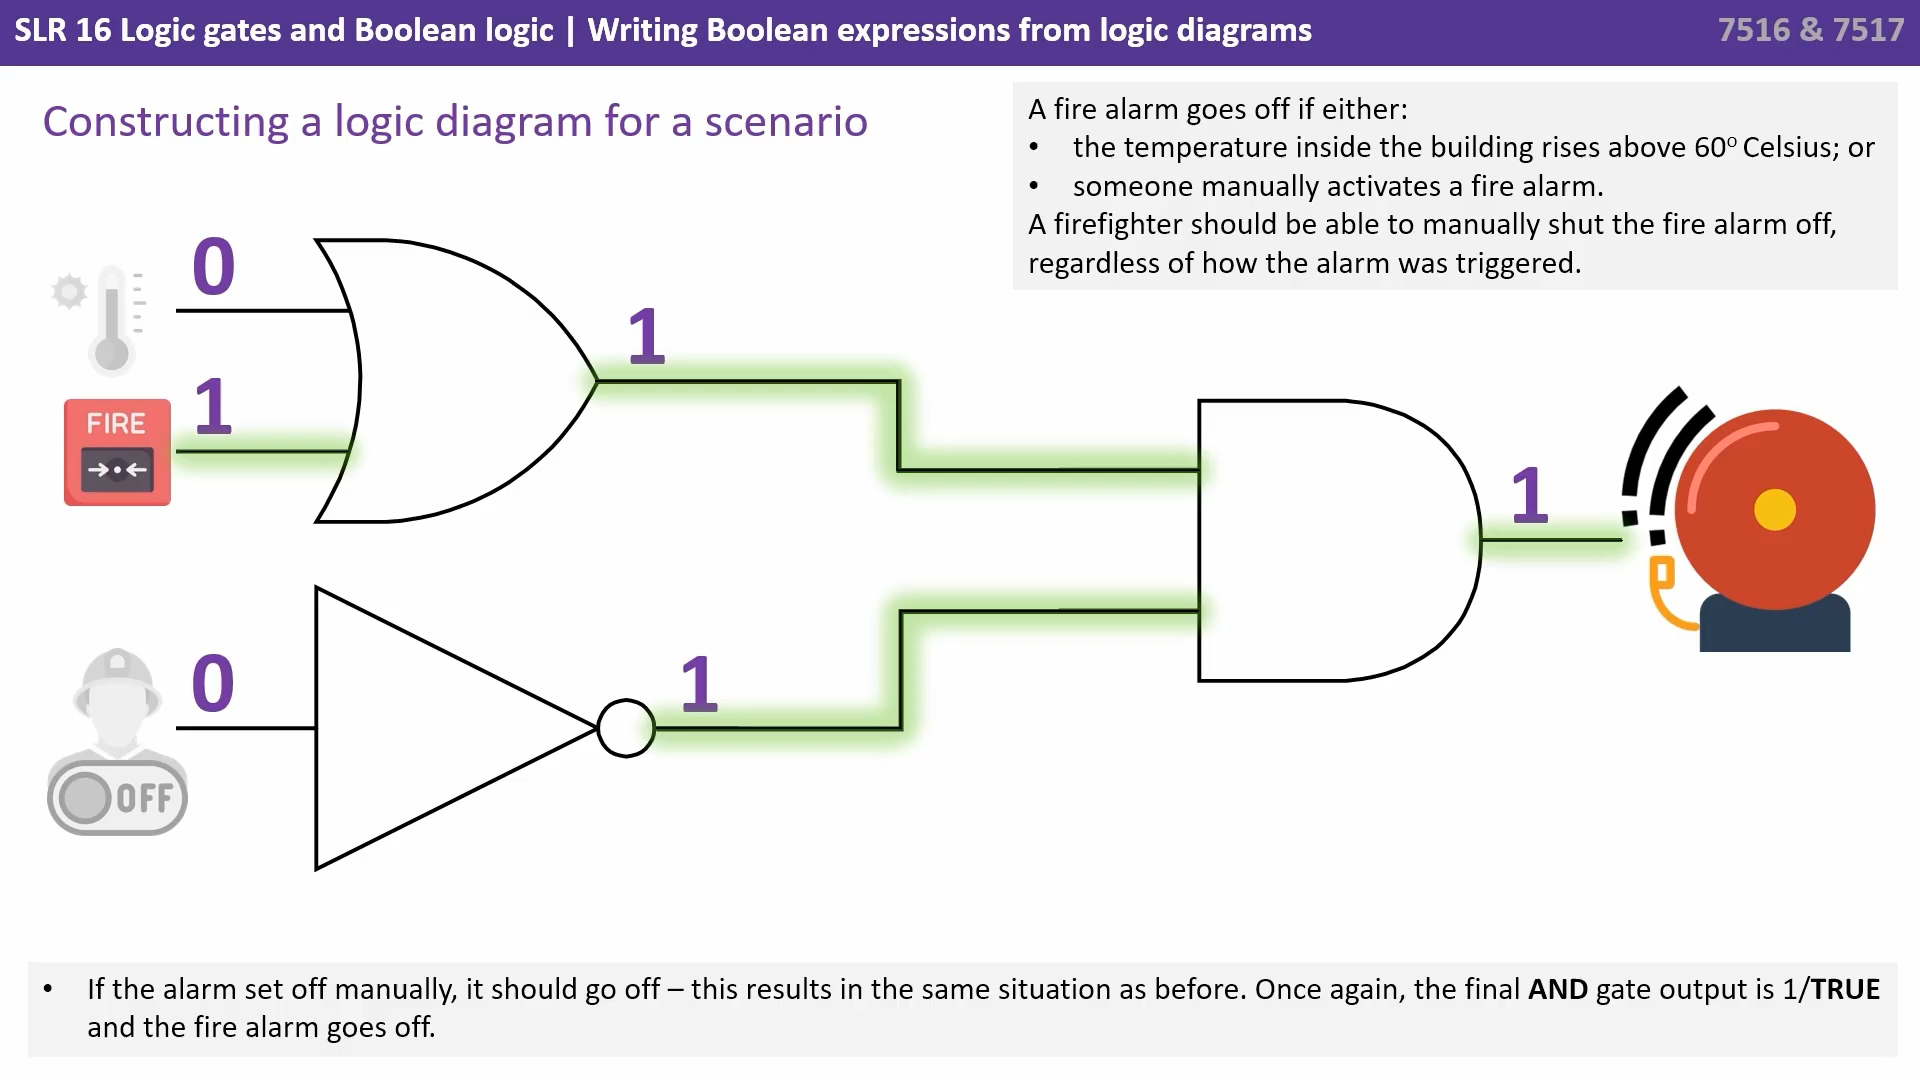 SLR 16 Logic gates and Boolean logic | Writing Boolean expressions from logic diagrams
7516 & 7517
Constructing a logic diagram for a scenario
A fire alarm goes off if either:
• the temperature inside the building rises above 60° Celsius; or
• someone manually activates a fire alarm.
A firefighter should be able to manually shut the fire alarm off,
regardless of how the alarm was triggered.
0
1
1
FIRE
1
0
1
OFF
• If the alarm set off manually, it should go off – this results in the same situation as before. Once again, the final AND gate output is 1/TRUE
and the fire alarm goes off.